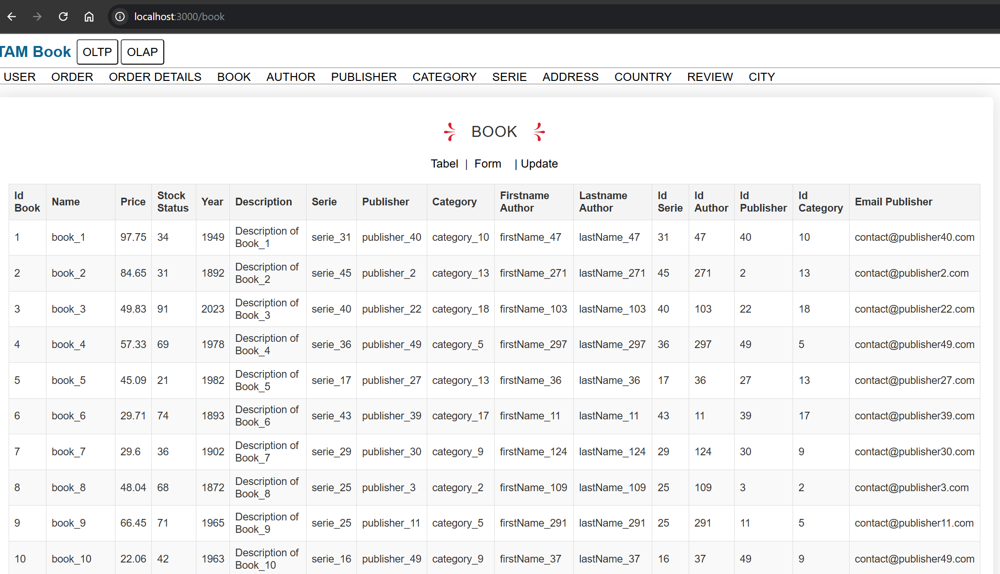 localhost:3000/book
TAM Book OLTP OLAP
USER ORDER ORDER DETAILS BOOK AUTHOR PUBLISHER CATEGORY SERIE ADDRESS COUNTRY REVIEW CITY
BOOK
Tabel | Form | Update
Id Book Name Price Stock Status Year Description Serie Publisher Category Firstname Author Lastname Author Id Serie Id Author Id Publisher Id Category Email Publisher
1 book_1 97.75 34 1949 Description of Book_1 serie_31 publisher_40 category_10 firstName_47 lastName_47 31 47 40 10 contact@publisher40.com
2 book_2 84.65 31 1892 Description of Book_2 serie_45 publisher_2 category_13 firstName_271 lastName_271 45 271 2 13 contact@publisher2.com
3 book_3 49.83 91 2023 Description of Book_3 serie_40 publisher_22 category_18 firstName_103 lastName_103 40 103 22 18 contact@publisher22.com
4 book_4 57.33 69 1978 Description of Book_4 serie_36 publisher_49 category_5 firstName_297 lastName_297 36 297 49 5 contact@publisher49.com
5 book_5 45.09 21 1982 Description of Book_5 serie_17 publisher_27 category_13 firstName_36 lastName_36 17 36 27 13 contact@publisher27.com
6 book_6 29.71 74 1893 Description of Book_6 serie_43 publisher_39 category_17 firstName_11 lastName_11 43 11 39 17 contact@publisher39.com
7 book_7 29.6 36 1902 Description of Book_7 serie_29 publisher_30 category_9 firstName_124 lastName_124 29 124 30 9 contact@publisher30.com
8 book_8 48.04 68 1872 Description of Book_8 serie_25 publisher_3 category_2 firstName_109 lastName_109 25 109 3 2 contact@publisher3.com
9 book_9 66.45 71 1965 Description of Book_9 serie_25 publisher_11 category_5 firstName_291 lastName_291 25 291 11 5 contact@publisher11.com
10 book_10 22.06 42 1963 Description of Book_10 serie_16 publisher_49 category_9 firstName_37 lastName_37 16 37 49 9 contact@publisher49.com